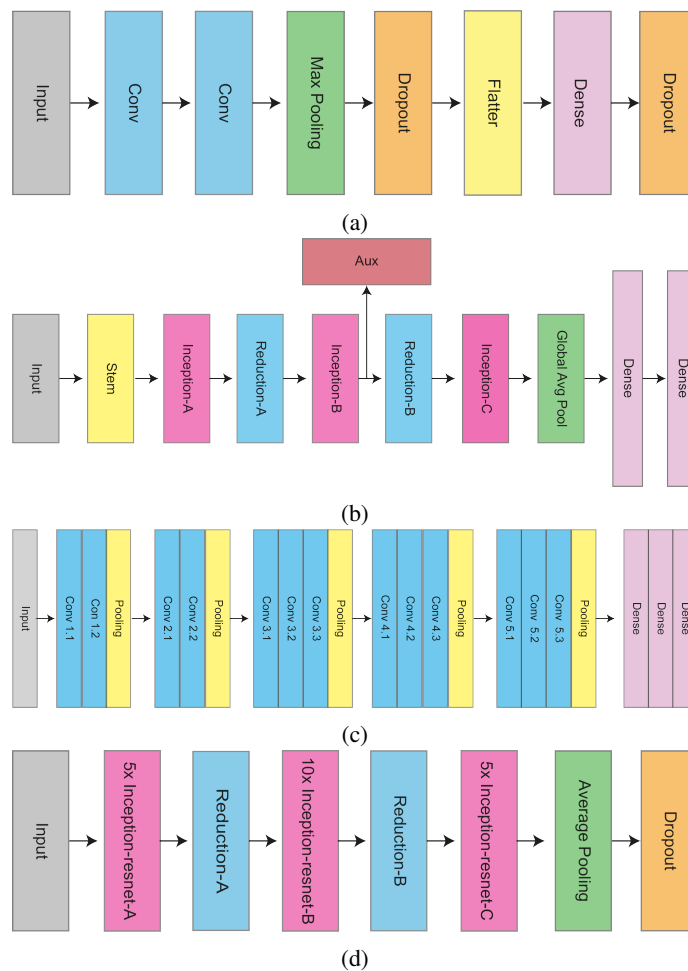 Input
Conv
Conv
Max Pooling
Dropout
Flatter
Dense
Dropout
(a)
Aux
Input
Stem
Inception-A
Reduction-A
Inception-B
Reduction-B
Inception-C
Global Avg Pool
Dense
Dense
(b)
Input
Conv 1.1
Con 1.2
Pooling
Conv 2.1
Conv 2.2
Pooling
Conv 3.1
Conv 3.2
Conv 3.3
Pooling
Conv 4.1
Conv 4.2
Conv 4.3
Pooling
Conv 5.1
Conv 5.2
Conv 5.3
Pooling
Dense
Dense
Dense
(c)
Input
5x Inception-resnet-A
Reduction-A
10x Inception-resnet-B
Reduction-B
5x Inception-resnet-C
Average Pooling
Dropout
(d)